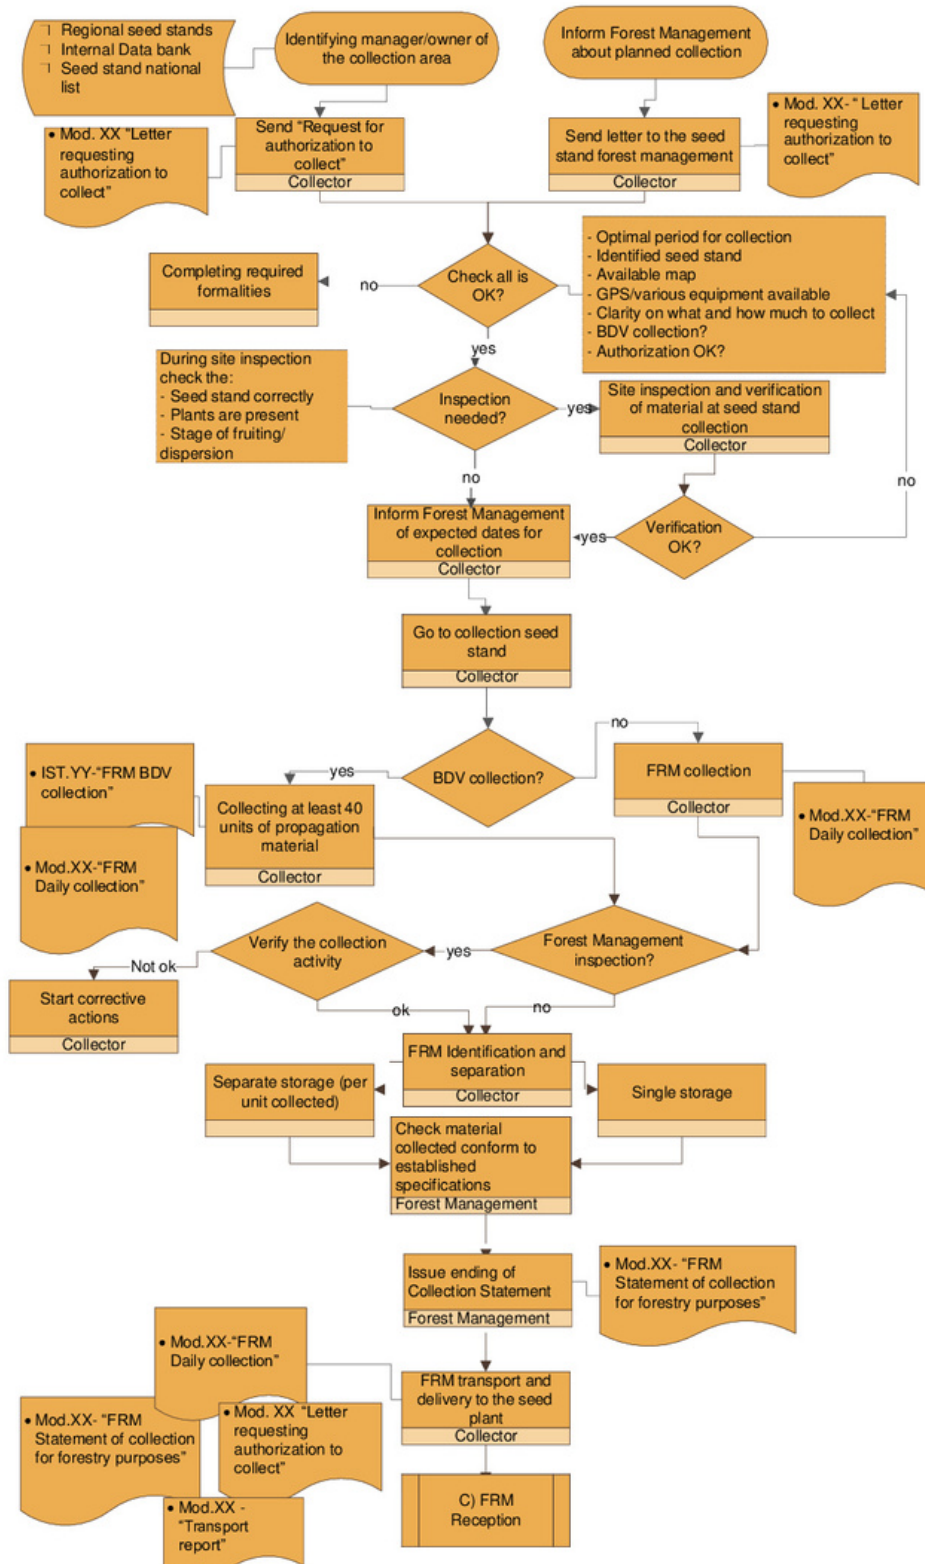 Regional seed stands
Internal Data bank
Seed stand national
list
Identifying manager/owner of
the collection area
Inform Forest Management
about planned collection
• Mod. XX “Letter
requesting
authorization to
collect”
Send “Request for
authorization to
collect”
Collector
Send letter to the seed
stand forest management
Collector
• Mod. XX- “ Letter
requesting
authorization to
collect”
Completing required
formalities
no
Check all is
OK?
- Optimal period for collection
- Identified seed stand
- Available map
- GPS/various equipment available
- Clarity on what and how much to collect
- BDV collection?
- Authorization OK?
yes
During site inspection
check the:
- Seed stand correctly
- Plants are present
- Stage of fruiting/
dispersion
Inspection
needed?
yes
Site inspection and verification
of material at seed stand
collection
Collector
no
no
Inform Forest Management
of expected dates for
collection
Collector
yes
Verification
OK?
Go to collection seed
stand
Collector
no
• IST.YY-“FRM BDV
collection”
yes
BDV collection?
FRM collection
Collector
• Mod.XX-“FRM
Daily collection”
Collecting at least 40
units of propagation
material
Collector
• Mod.XX-“FRM
Daily collection”
Verify the collection
activity
yes
Forest Management
inspection?
Not ok
Start corrective
actions
Collector
ok
no
FRM Identification and
separation
Collector
Separate storage (per
unit collected)
Single storage
Check material
collected conform to
established
specifications
Forest Management
Issue ending of
Collection Statement
Forest Management
• Mod.XX- “FRM
Statement of collection
for forestry purposes”
• Mod.XX-“FRM
Daily collection”
FRM transport and
delivery to the seed
plant
Collector
• Mod.XX- “FRM
Statement of collection
for forestry purposes”
• Mod. XX “Letter
requesting
authorization to
collect”
• Mod.XX -
“Transport
report”
C) FRM
Reception